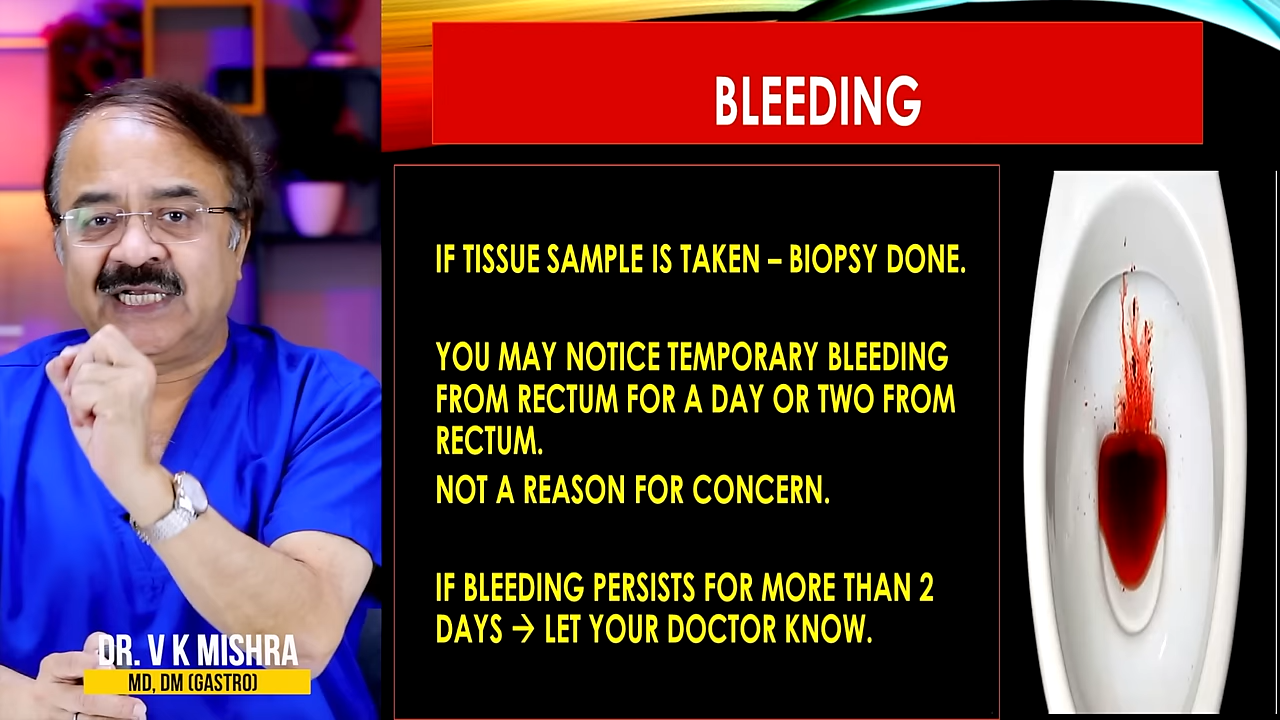 BLEEDING
IF TISSUE SAMPLE IS TAKEN – BIOPSY DONE.
YOU MAY NOTICE TEMPORARY BLEEDING
FROM RECTUM FOR A DAY OR TWO FROM
RECTUM.
NOT A REASON FOR CONCERN.
IF BLEEDING PERSISTS FOR MORE THAN 2
DAYS → LET YOUR DOCTOR KNOW.
DR. V K MISHRA
MD, DM (GASTRO)